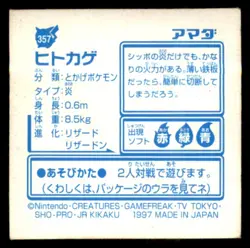 357
アマダ
ヒトカゲ
分類：とかげポケモン
タイプ：炎
身長：0.6m
体重：8.5kg
進化：リザード
リザードン
シッポの炎だけでも、かな
りの火力がある。薄い鉄板
だったら、簡単に切断して
しまうだろう。
出現
ソフト
赤 緑 青
●あそびかた● 2人対戦で遊びます。
（くわしくは、パッケージのウラを見てネ）
©Nintendo・CREATURES・GAMEFREAK・TV TOKYO・
SHO-PRO・JR KIKAKU 1997 MADE IN JAPAN